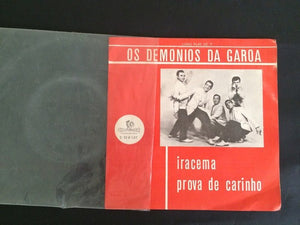 OS DEMONIOS DA GAROA
iracema
prova de carinho